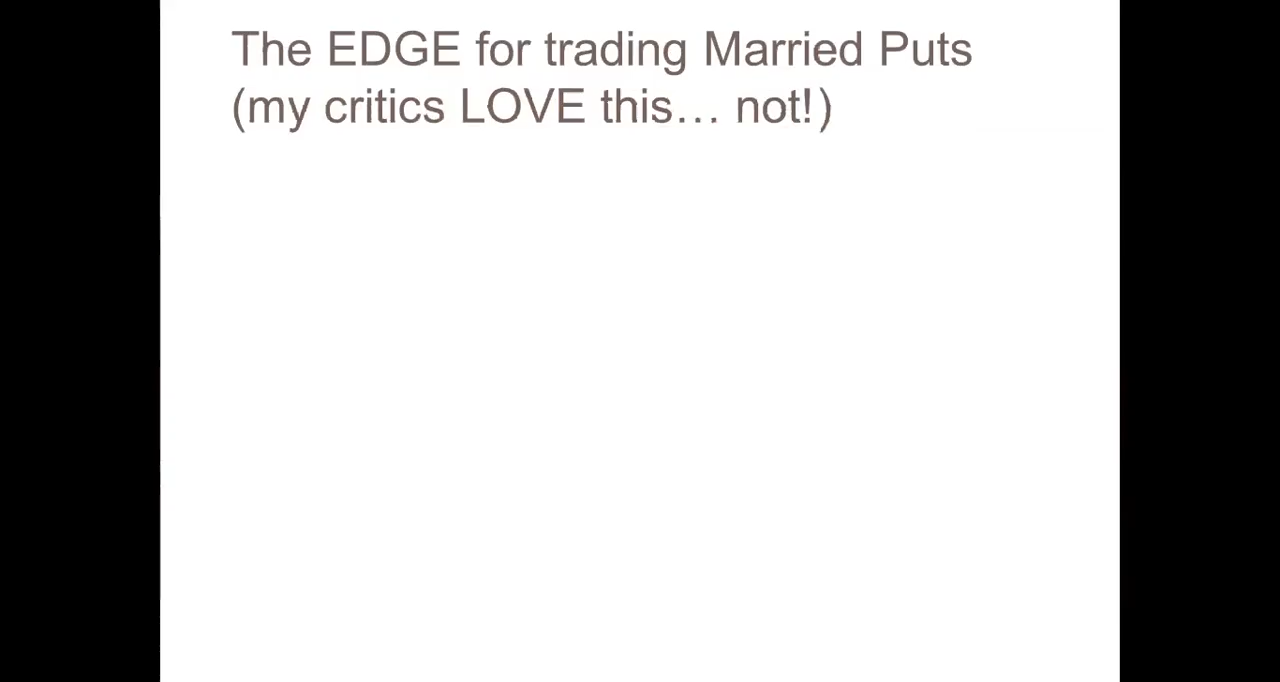 The EDGE for trading Married Puts
(my critics LOVE this… not!)